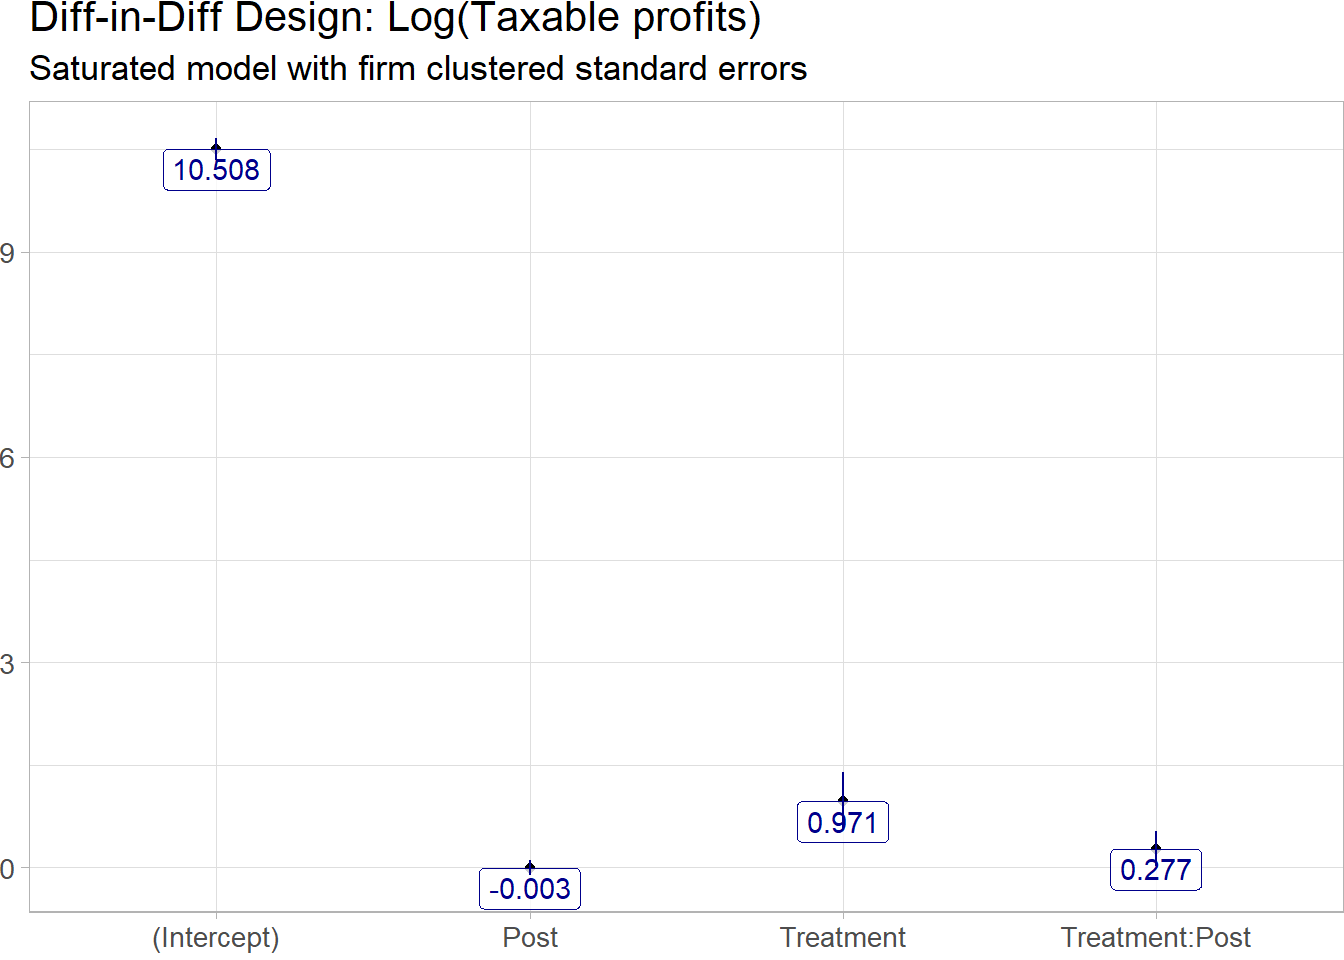 Diff-in-Diff Design: Log(Taxable profits)
Saturated model with firm clustered standard errors
10.508
9
6
3
0.971
0.277
0
-0.003
(Intercept) Post Treatment Treatment:Post